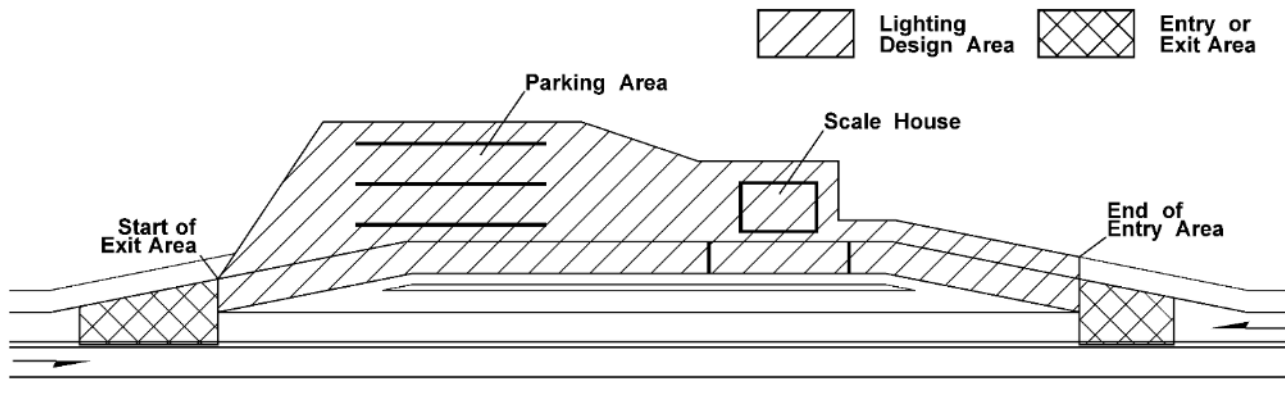 Lighting
Design Area
Entry or
Exit Area
Parking Area
Scale House
Start of
Exit Area
End of
Entry Area